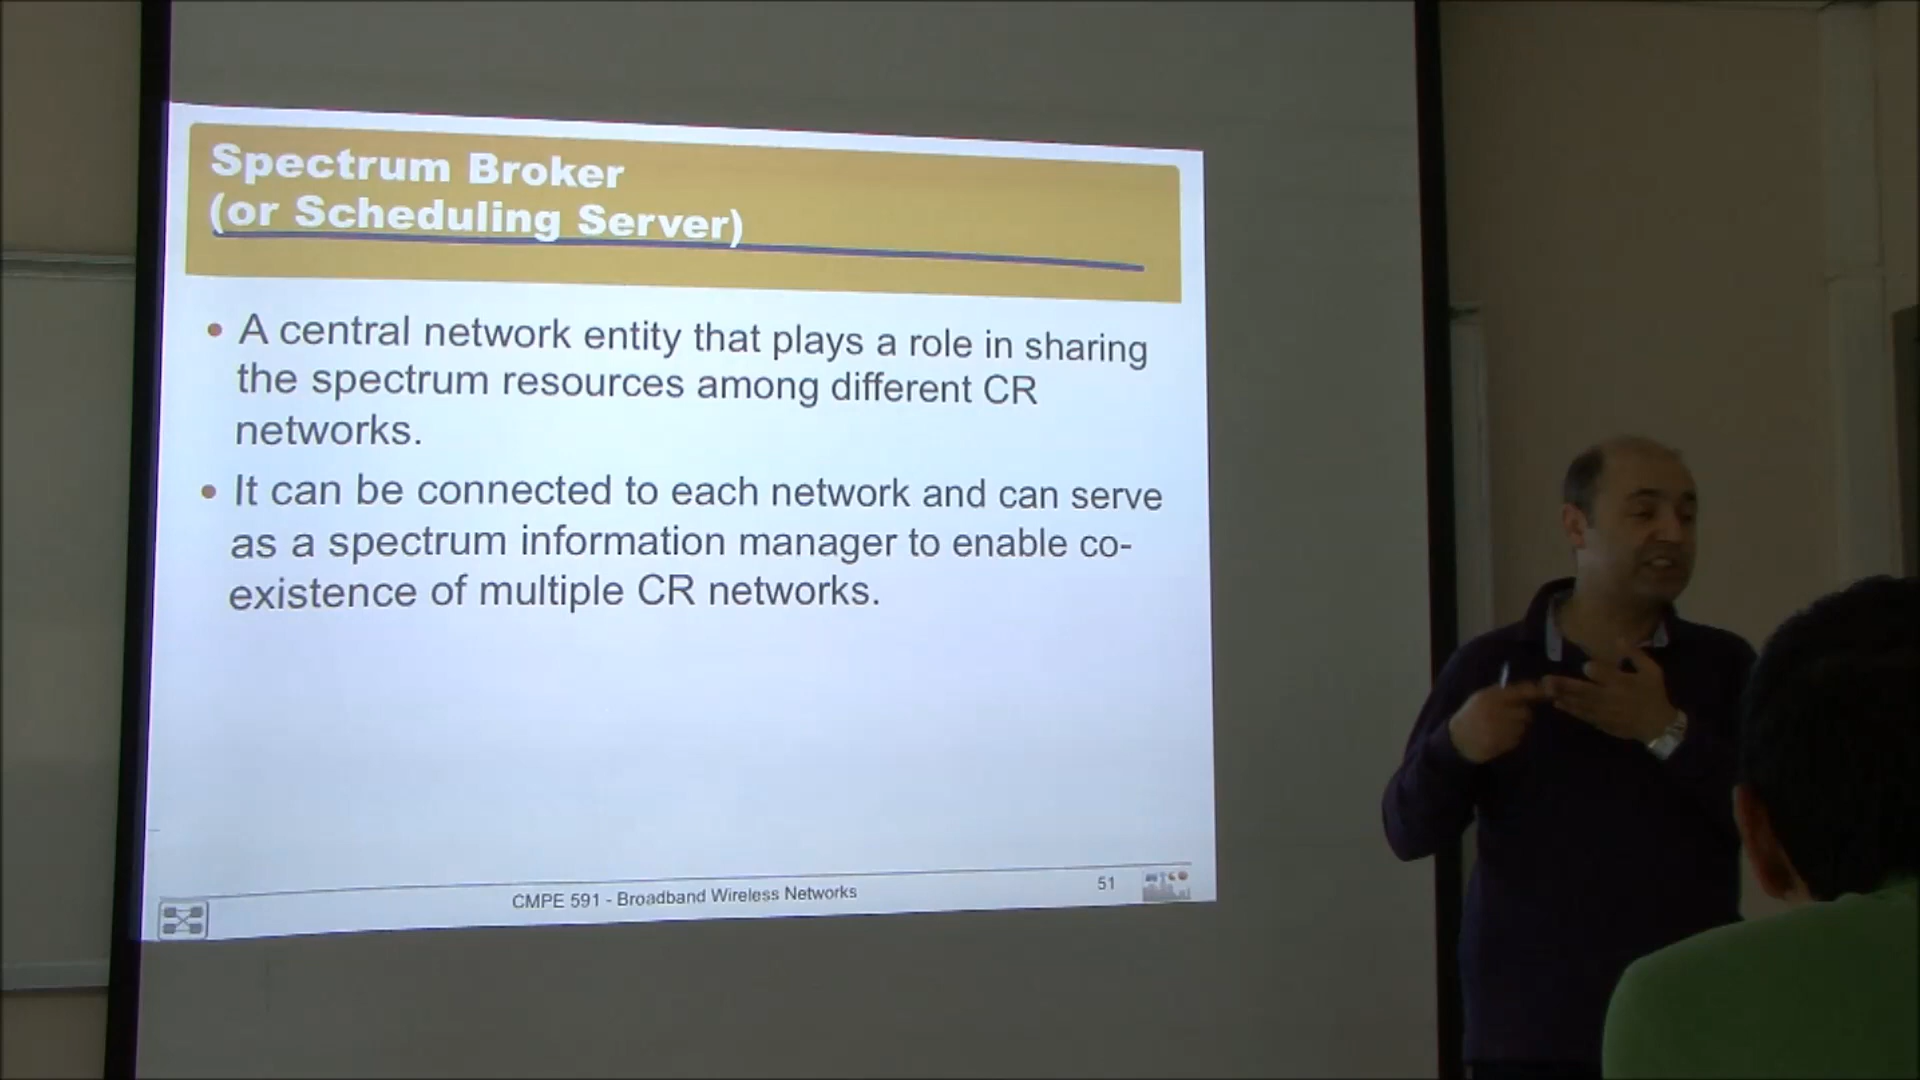 Spectrum Broker
(or Scheduling Server)
• A central network entity that plays a role in sharing
the spectrum resources among different CR
networks.
• It can be connected to each network and can serve
as a spectrum information manager to enable co-
existence of multiple CR networks.
CMPE 591 - Broadband Wireless Networks
51